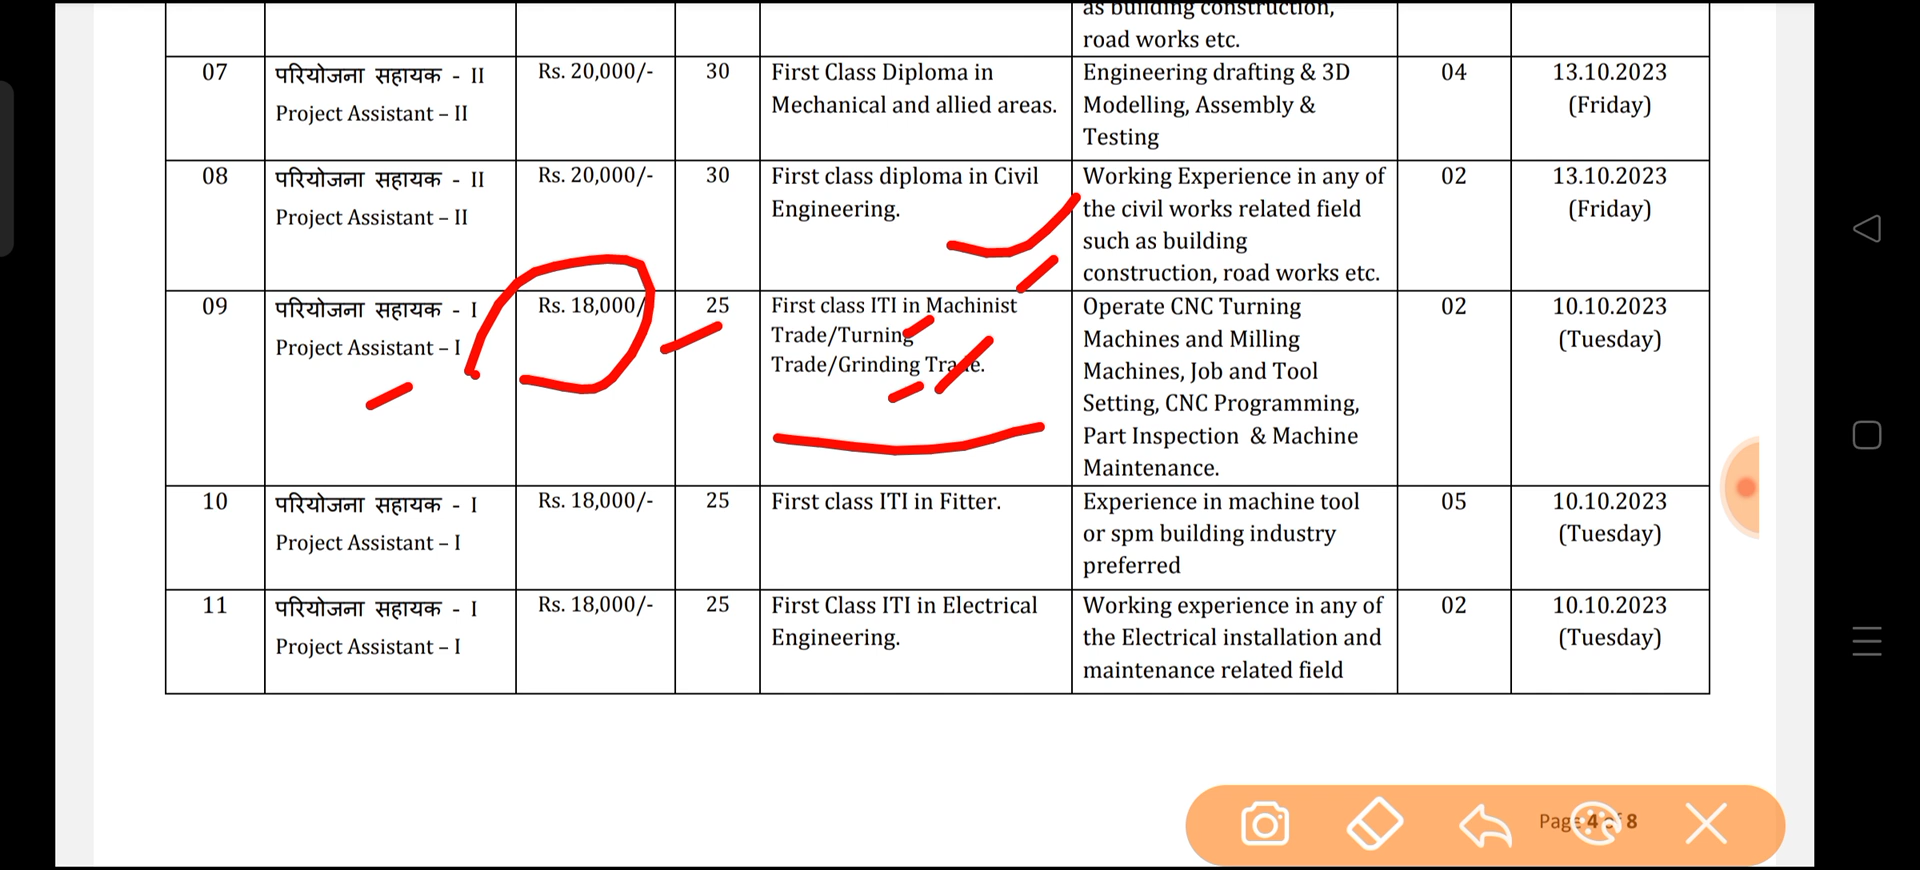 as building construction,
road works etc.
07
परियोजना सहायक - II
Project Assistant – II
Rs. 20,000/-
30
First Class Diploma in
Mechanical and allied areas.
Engineering drafting & 3D
Modelling, Assembly &
Testing
04
13.10.2023
(Friday)
08
परियोजना सहायक - II
Project Assistant – II
Rs. 20,000/-
30
First class diploma in Civil
Engineering.
Working Experience in any of
the civil works related field
such as building
construction, road works etc.
02
13.10.2023
(Friday)
09
परियोजना सहायक - I
Project Assistant – I
Rs. 18,000/
25
First class ITI in Machinist
Trade/Turning
Trade/Grinding Trade.
Operate CNC Turning
Machines and Milling
Machines, Job and Tool
Setting, CNC Programming,
Part Inspection & Machine
Maintenance.
02
10.10.2023
(Tuesday)
10
परियोजना सहायक - I
Project Assistant – I
Rs. 18,000/-
25
First class ITI in Fitter.
Experience in machine tool
or spm building industry
preferred
05
10.10.2023
(Tuesday)
11
परियोजना सहायक - I
Project Assistant – I
Rs. 18,000/-
25
First Class ITI in Electrical
Engineering.
Working experience in any of
the Electrical installation and
maintenance related field
02
10.10.2023
(Tuesday)
Page 4 of 8